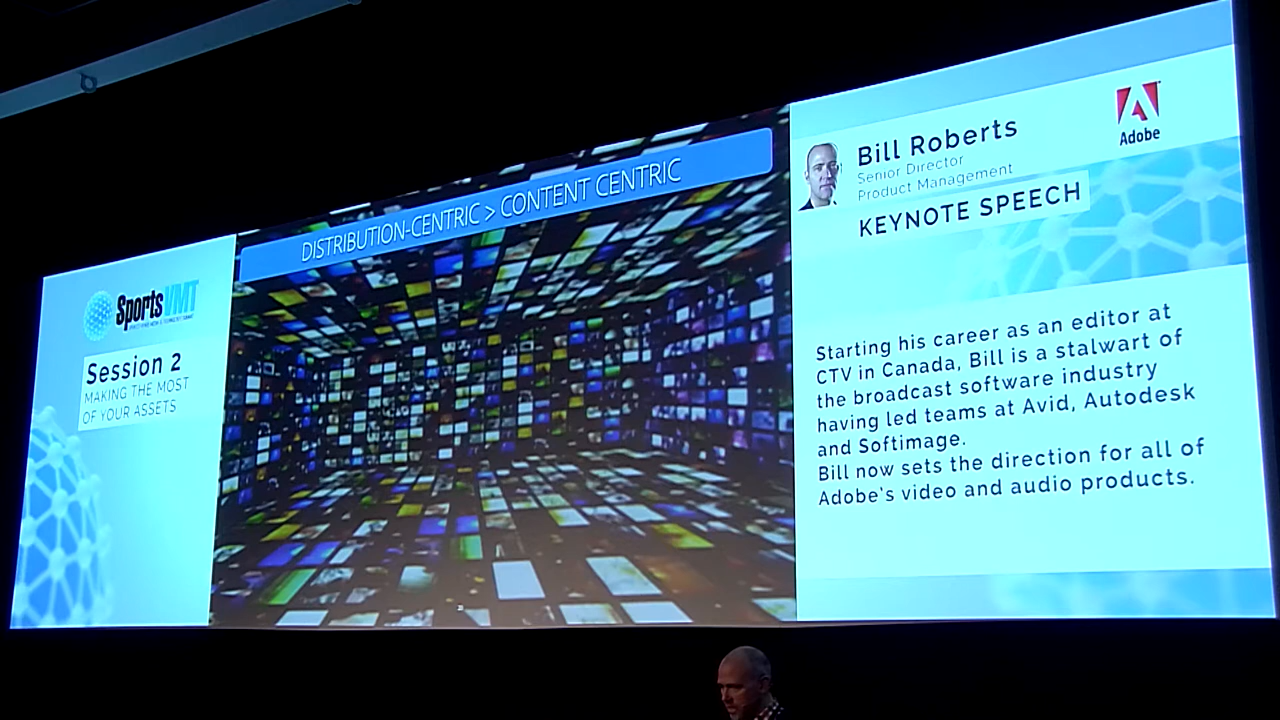 SportsVMT
Session 2
MAKING THE MOST
OF YOUR ASSETS
DISTRIBUTION-CENTRIC > CONTENT CENTRIC
Bill Roberts
Senior Director
Product Management
KEYNOTE SPEECH
Adobe
Starting his career as an editor at
CTV in Canada, Bill is a stalwart of
the broadcast software industry
having led teams at Avid, Autodesk
and Softimage.
Bill now sets the direction for all of
Adobe's video and audio products.